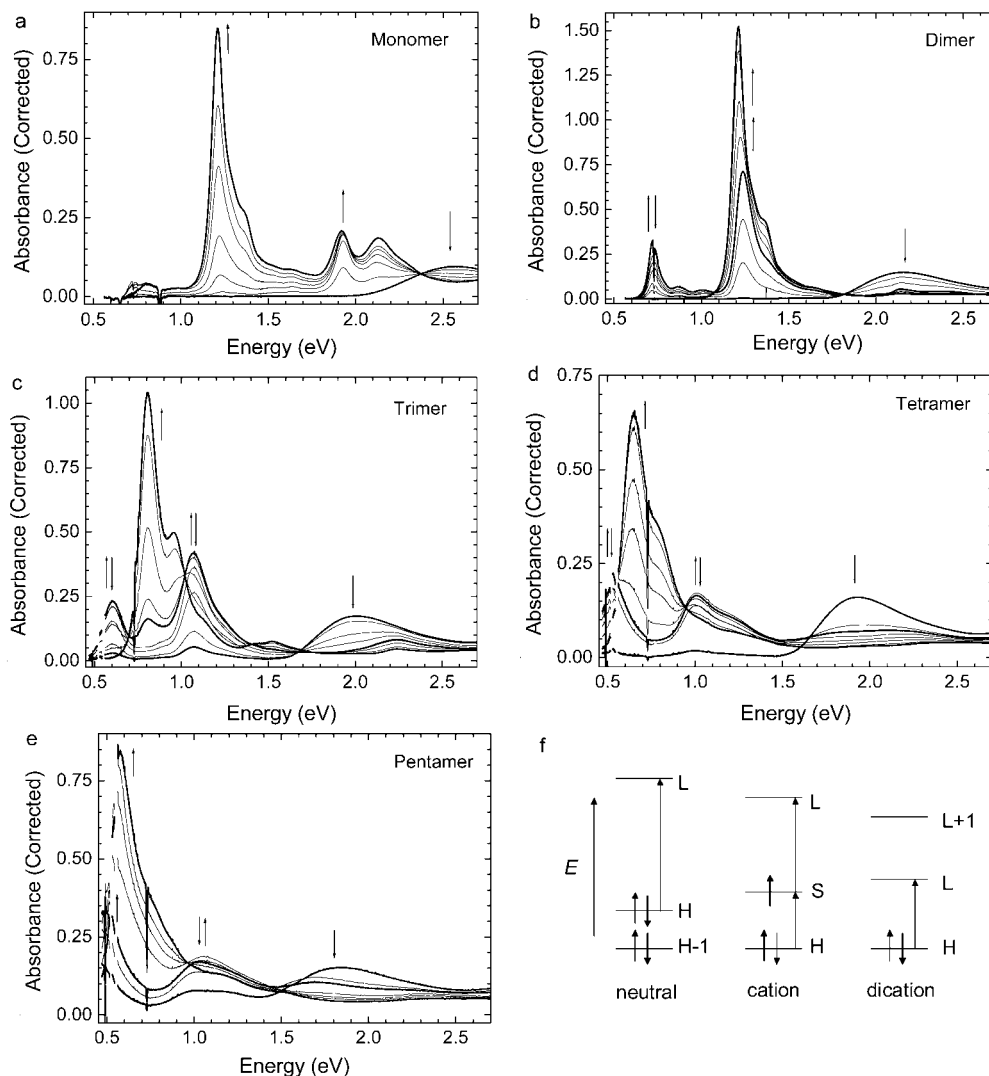 a
Monomer
0.75
0.50
0.25
0.00
0.5 1.0 1.5 2.0 2.5
Energy (eV)
Absorbance (Corrected)
b
Dimer
1.50
1.25
1.00
0.75
0.50
0.25
0.00
0.5 1.0 1.5 2.0 2.5
Energy (eV)
Absorbance (Corrected)
c
Trimer
1.00
0.75
0.50
0.25
0.00
0.5 1.0 1.5 2.0 2.5
Energy (eV)
Absorbance (Corrected)
d
Tetramer
0.75
0.50
0.25
0.00
0.5 1.0 1.5 2.0 2.5
Energy (eV)
Absorbance (Corrected)
e
Pentamer
0.75
0.50
0.25
0.00
0.5 1.0 1.5 2.0 2.5
Energy (eV)
Absorbance (Corrected)
f
E
L
H
H-1
neutral
L
S
H
cation
L+1
L
H
dication